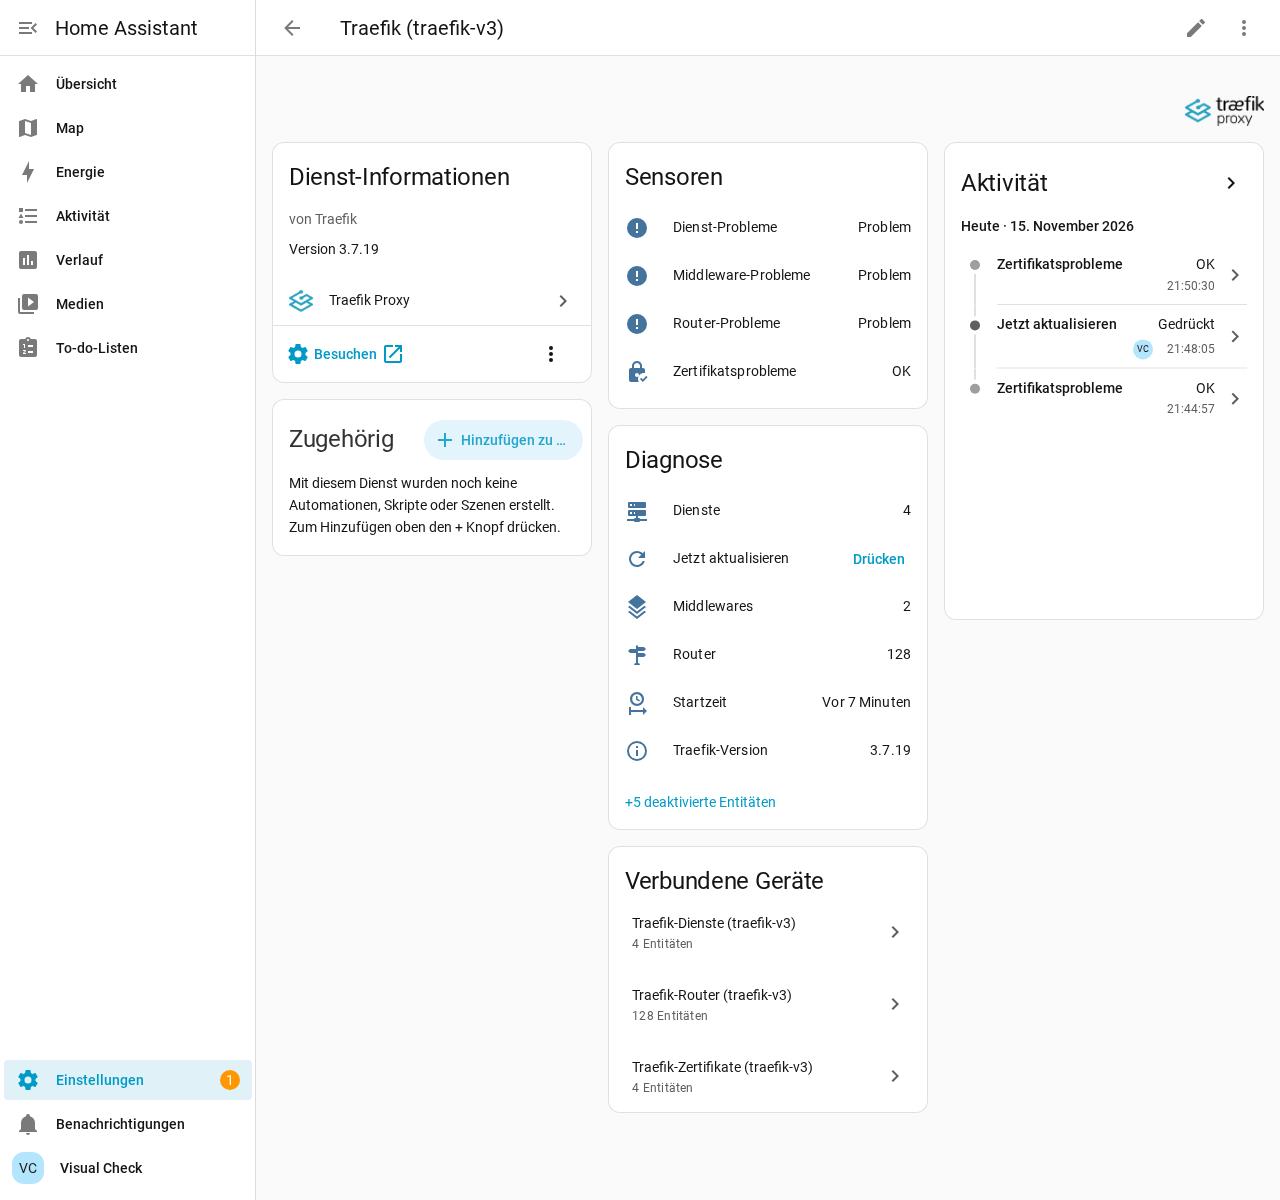 Home Assistant
Übersicht
Map
Energie
Aktivität
Verlauf
Medien
To-do-Listen
Einstellungen
1
Benachrichtigungen
VC
Visual Check
Traefik (traefik-v3)
træfik
proxy
Dienst-Informationen
von Traefik
Version 3.7.19
Traefik Proxy
Besuchen
Zugehörig
Hinzufügen zu …
Mit diesem Dienst wurden noch keine
Automationen, Skripte oder Szenen erstellt.
Zum Hinzufügen oben den + Knopf drücken.
Sensoren
Dienst-Probleme Problem
Middleware-Probleme Problem
Router-Probleme Problem
Zertifikatsprobleme OK
Diagnose
Dienste 4
Jetzt aktualisieren Drücken
Middlewares 2
Router 128
Startzeit Vor 7 Minuten
Traefik-Version 3.7.19
+5 deaktivierte Entitäten
Verbundene Geräte
Traefik-Dienste (traefik-v3)
4 Entitäten
Traefik-Router (traefik-v3)
128 Entitäten
Traefik-Zertifikate (traefik-v3)
4 Entitäten
Aktivität
Heute · 15. November 2026
Zertifikatsprobleme OK
21:50:30
Jetzt aktualisieren Gedrückt
VC 21:48:05
Zertifikatsprobleme OK
21:44:57